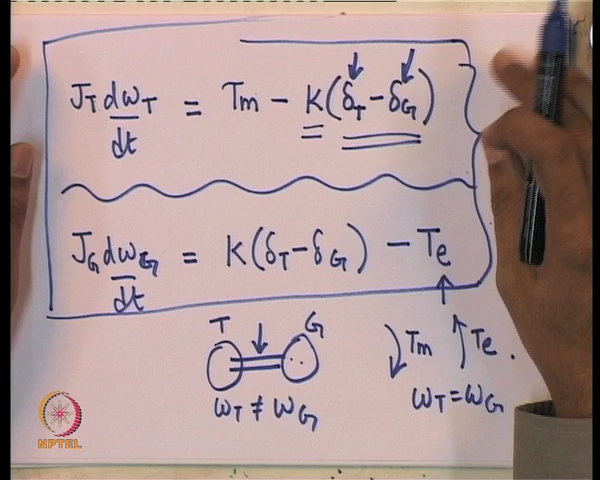 J_T dω_T/dt = Tm − K(δ_T − δ_G)
J_G dω_G/dt = K(δ_T − δ_G) − Te
T G ↓Tm ↑Te.
ω_T ≠ ω_G ω_T = ω_G
NPTEL